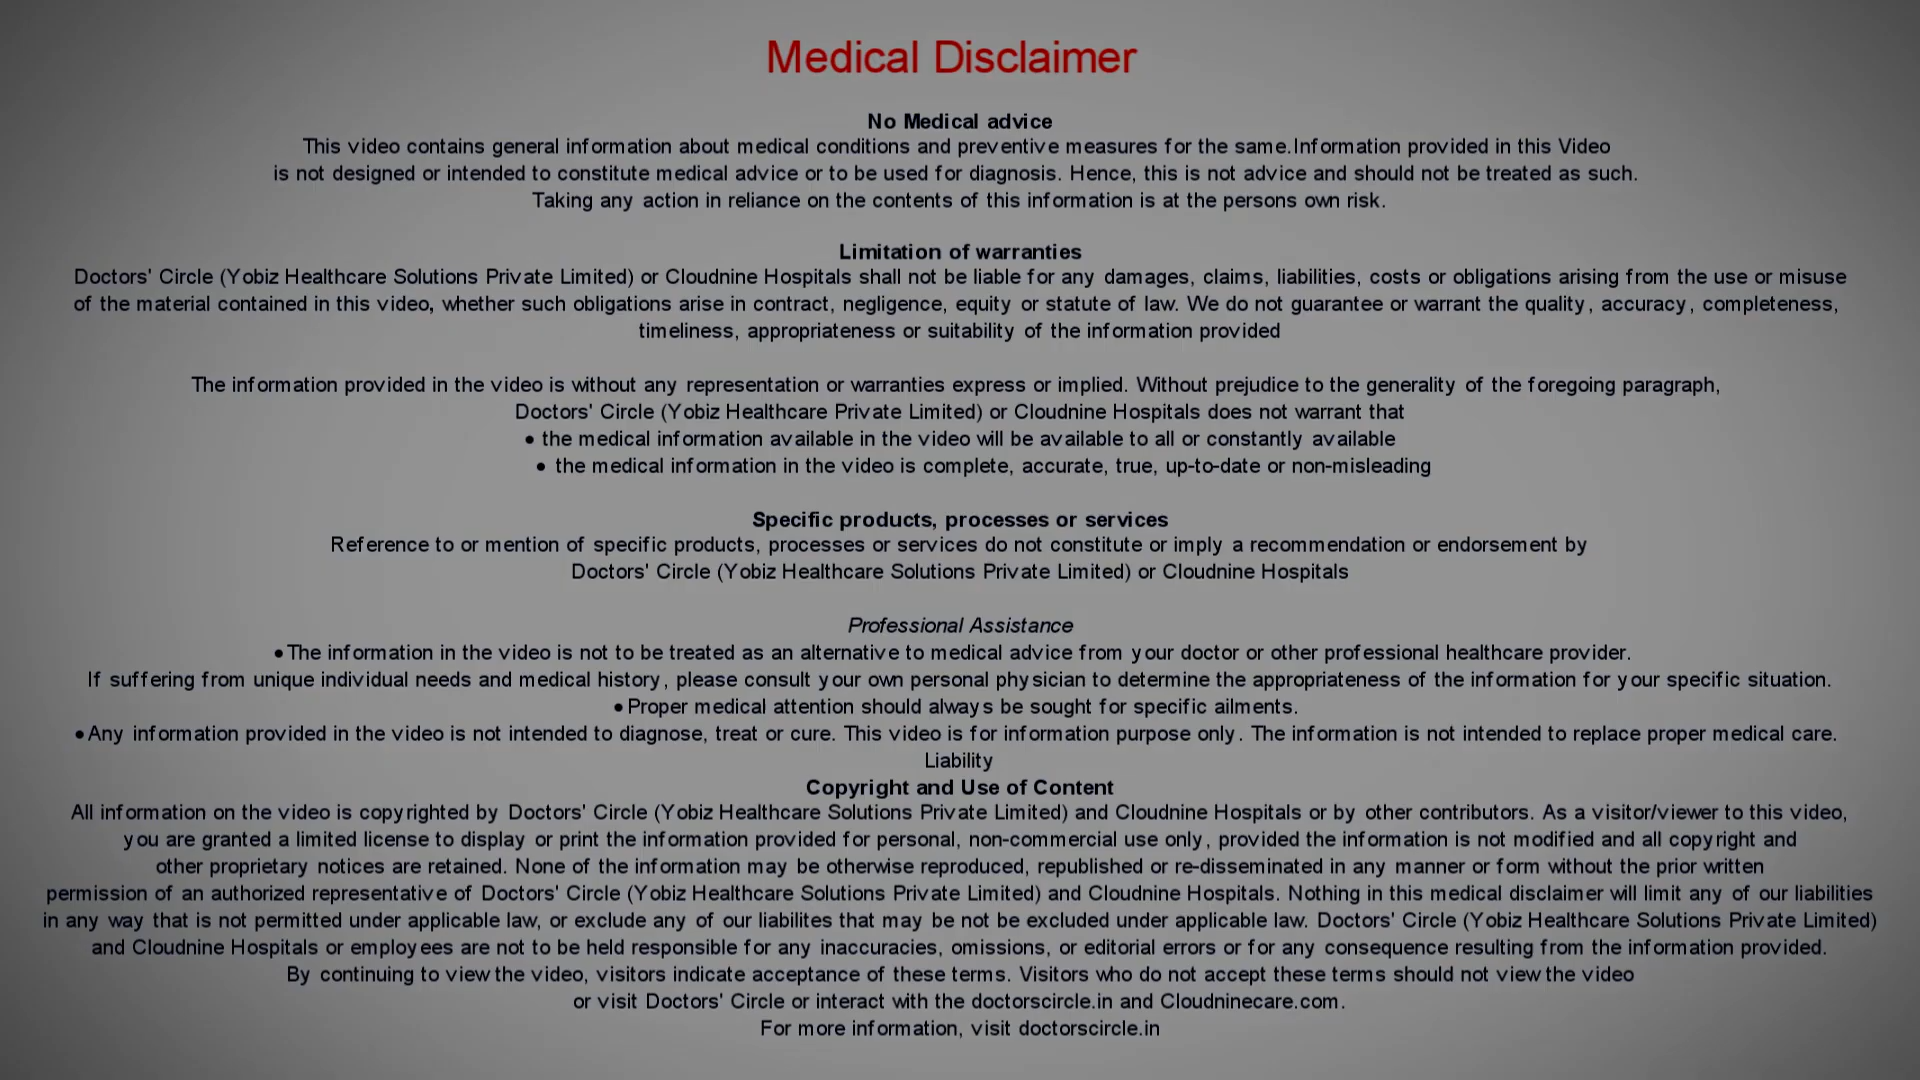 Medical Disclaimer
No Medical advice
This video contains general information about medical conditions and preventive measures for the same.Information provided in this Video
is not designed or intended to constitute medical advice or to be used for diagnosis. Hence, this is not advice and should not be treated as such.
Taking any action in reliance on the contents of this information is at the persons own risk.
Limitation of warranties
Doctors' Circle (Yobiz Healthcare Solutions Private Limited) or Cloudnine Hospitals shall not be liable for any damages, claims, liabilities, costs or obligations arising from the use or misuse
of the material contained in this video, whether such obligations arise in contract, negligence, equity or statute of law. We do not guarantee or warrant the quality, accuracy, completeness,
timeliness, appropriateness or suitability of the information provided
The information provided in the video is without any representation or warranties express or implied. Without prejudice to the generality of the foregoing paragraph,
Doctors' Circle (Yobiz Healthcare Private Limited) or Cloudnine Hospitals does not warrant that
• the medical information available in the video will be available to all or constantly available
• the medical information in the video is complete, accurate, true, up-to-date or non-misleading
Specific products, processes or services
Reference to or mention of specific products, processes or services do not constitute or imply a recommendation or endorsement by
Doctors' Circle (Yobiz Healthcare Solutions Private Limited) or Cloudnine Hospitals
Professional Assistance
•The information in the video is not to be treated as an alternative to medical advice from your doctor or other professional healthcare provider.
If suffering from unique individual needs and medical history, please consult your own personal physician to determine the appropriateness of the information for your specific situation.
•Proper medical attention should always be sought for specific ailments.
•Any information provided in the video is not intended to diagnose, treat or cure. This video is for information purpose only. The information is not intended to replace proper medical care.
Liability
Copyright and Use of Content
All information on the video is copyrighted by Doctors' Circle (Yobiz Healthcare Solutions Private Limited) and Cloudnine Hospitals or by other contributors. As a visitor/viewer to this video,
you are granted a limited license to display or print the information provided for personal, non-commercial use only, provided the information is not modified and all copyright and
other proprietary notices are retained. None of the information may be otherwise reproduced, republished or re-disseminated in any manner or form without the prior written
permission of an authorized representative of Doctors' Circle (Yobiz Healthcare Solutions Private Limited) and Cloudnine Hospitals. Nothing in this medical disclaimer will limit any of our liabilities
in any way that is not permitted under applicable law, or exclude any of our liabilites that may be not be excluded under applicable law. Doctors' Circle (Yobiz Healthcare Solutions Private Limited)
and Cloudnine Hospitals or employees are not to be held responsible for any inaccuracies, omissions, or editorial errors or for any consequence resulting from the information provided.
By continuing to view the video, visitors indicate acceptance of these terms. Visitors who do not accept these terms should not view the video
or visit Doctors' Circle or interact with the doctorscircle.in and Cloudninecare.com.
For more information, visit doctorscircle.in